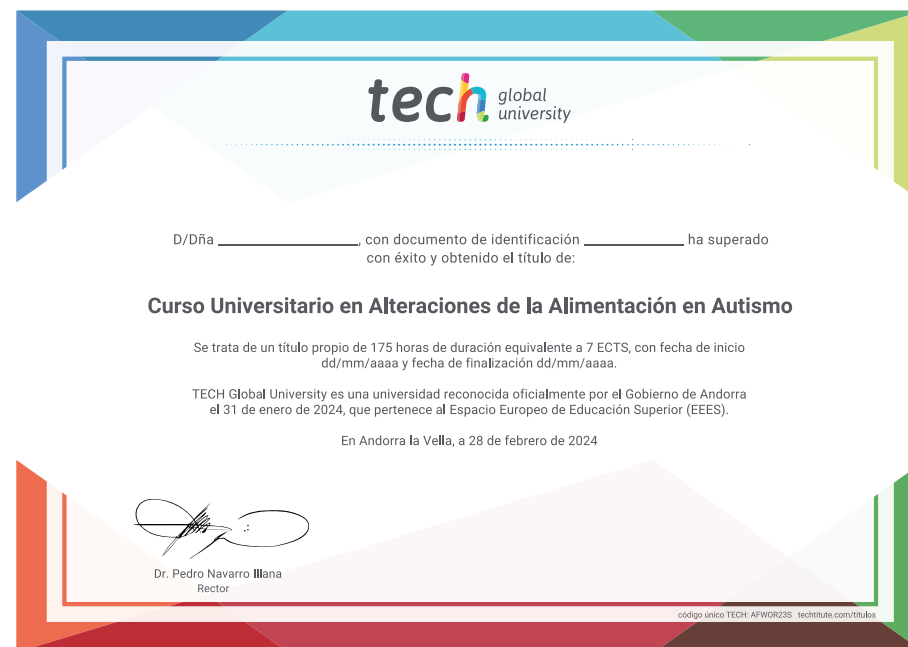 tech global university
D/Dña ______________, con documento de identificación __________ ha superado
con éxito y obtenido el título de:
Curso Universitario en Alteraciones de la Alimentación en Autismo
Se trata de un título propio de 175 horas de duración equivalente a 7 ECTS, con fecha de inicio
dd/mm/aaaa y fecha de finalización dd/mm/aaaa.
TECH Global University es una universidad reconocida oficialmente por el Gobierno de Andorra
el 31 de enero de 2024, que pertenece al Espacio Europeo de Educación Superior (EEES).
En Andorra la Vella, a 28 de febrero de 2024
Dr. Pedro Navarro Illana
Rector
código único TECH: AFWOR23S techtitute.com/titulos